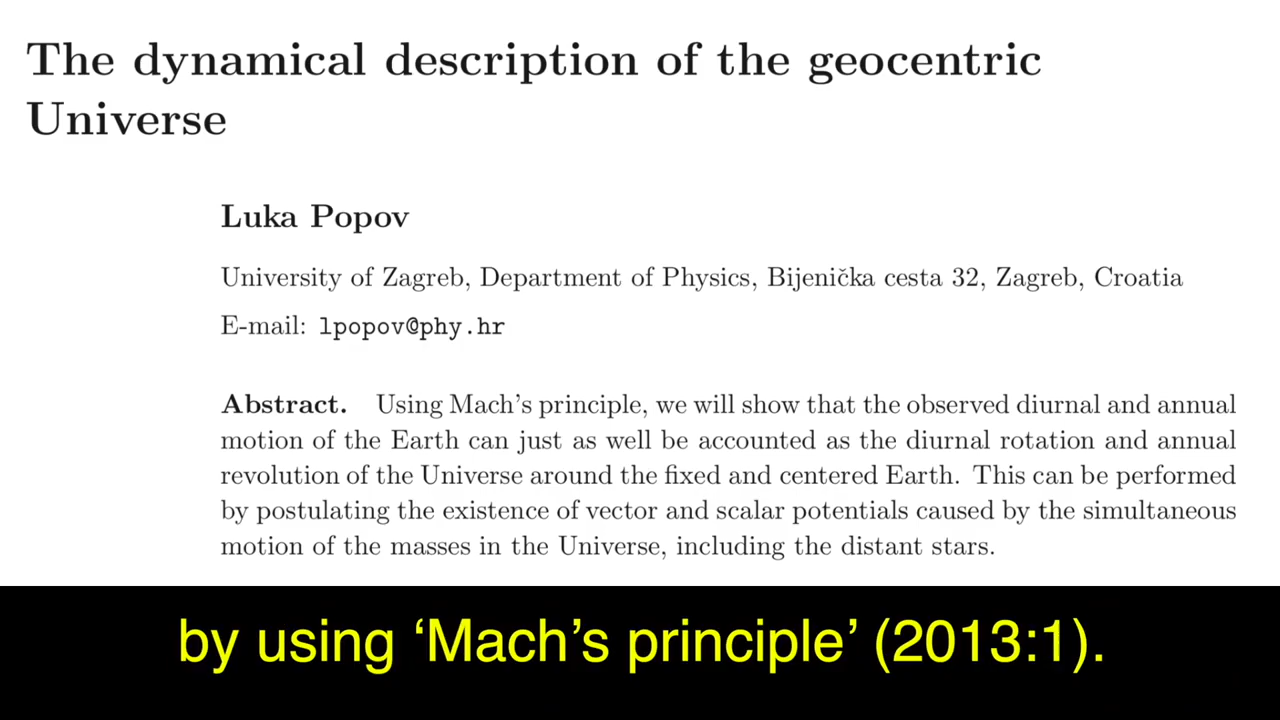 The dynamical description of the geocentric
Universe
Luka Popov
University of Zagreb, Department of Physics, Bijenička cesta 32, Zagreb, Croatia
E-mail: lpopov@phy.hr
Abstract. Using Mach's principle, we will show that the observed diurnal and annual
motion of the Earth can just as well be accounted as the diurnal rotation and annual
revolution of the Universe around the fixed and centered Earth. This can be performed
by postulating the existence of vector and scalar potentials caused by the simultaneous
motion of the masses in the Universe, including the distant stars.
by using ‘Mach’s principle’ (2013:1).